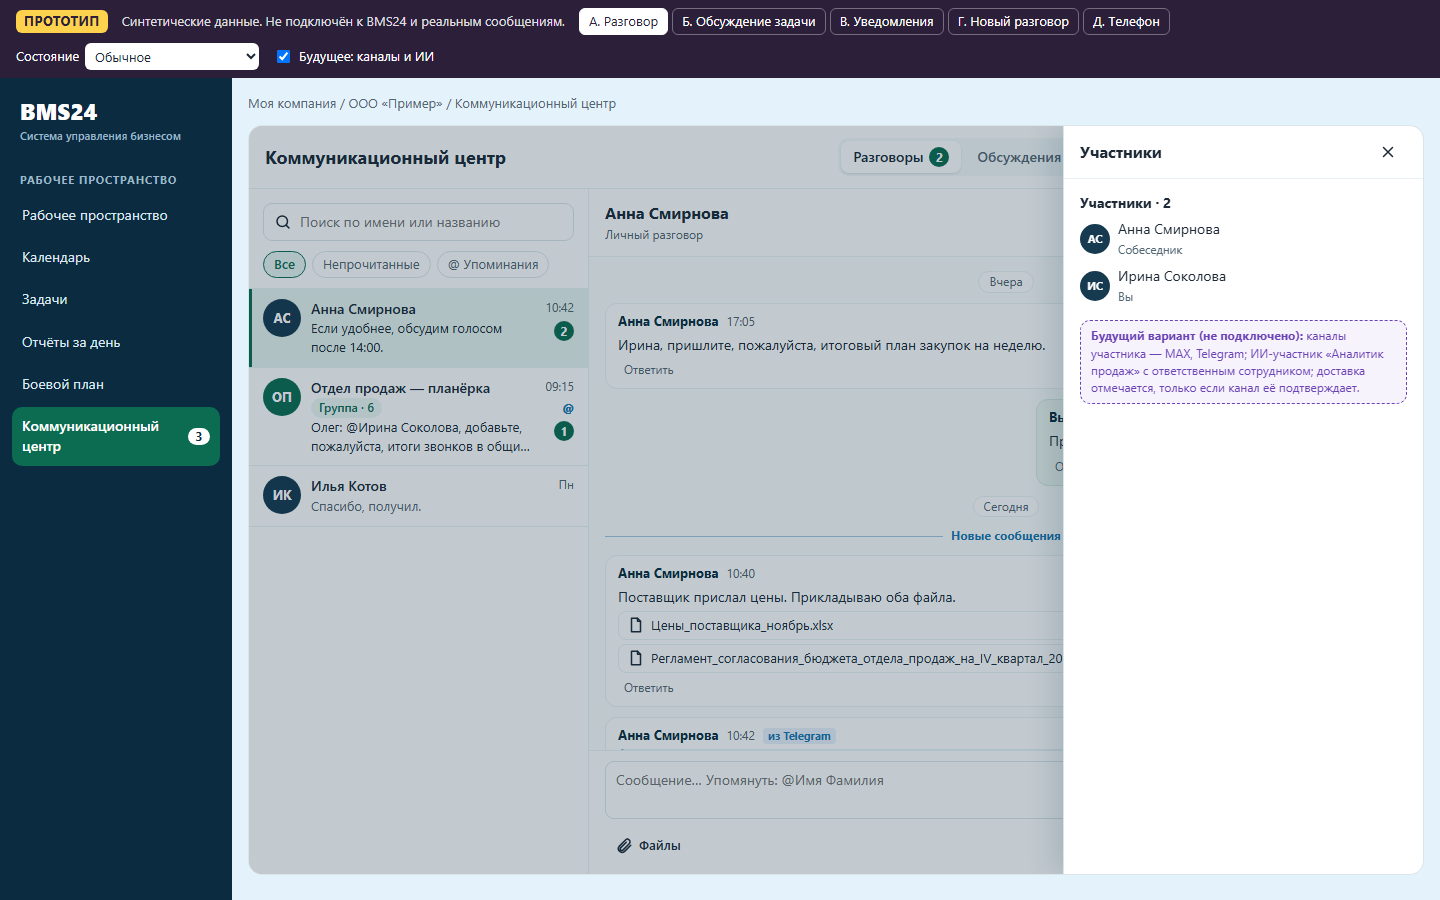 ПРОТОТИП Синтетические данные. Не подключён к BMS24 и реальным сообщениям. А. Разговор Б. Обсуждение задачи В. Уведомления Г. Новый разговор Д. Телефон
Состояние Обычное Будущее: каналы и ИИ
BMS24
Система управления бизнесом
РАБОЧЕЕ ПРОСТРАНСТВО
Рабочее пространство
Календарь
Задачи
Отчёты за день
Боевой план
Коммуникационный
центр
3
Моя компания / ООО «Пример» / Коммуникационный центр
Коммуникационный центр
Разговоры 2 Обсуждения
Поиск по имени или названию
Все Непрочитанные @ Упоминания
АС Анна Смирнова 10:42
Если удобнее, обсудим голосом
после 14:00.
2
ОП Отдел продаж — планёрка 09:15
Группа · 6 @
Олег: @Ирина Соколова, добавьте,
пожалуйста, итоги звонков в общи...
1
ИК Илья Котов Пн
Спасибо, получил.
Анна Смирнова
Личный разговор
Вчера
Анна Смирнова 17:05
Ирина, пришлите, пожалуйста, итоговый план закупок на неделю.
Ответить
Вы
Пр
О
Сегодня
Новые сообщения
Анна Смирнова 10:40
Поставщик прислал цены. Прикладываю оба файла.
Цены_поставщика_ноябрь.xlsx
Регламент_согласования_бюджета_отдела_продаж_на_IV_квартал_20
Ответить
Анна Смирнова 10:42 из Telegram
Сообщение... Упомянуть: @Имя Фамилия
Файлы
Участники
Участники · 2
АС Анна Смирнова
Собеседник
ИС Ирина Соколова
Вы
Будущий вариант (не подключено): каналы
участника — MAX, Telegram; ИИ-участник «Аналитик
продаж» с ответственным сотрудником; доставка
отмечается, только если канал её подтверждает.